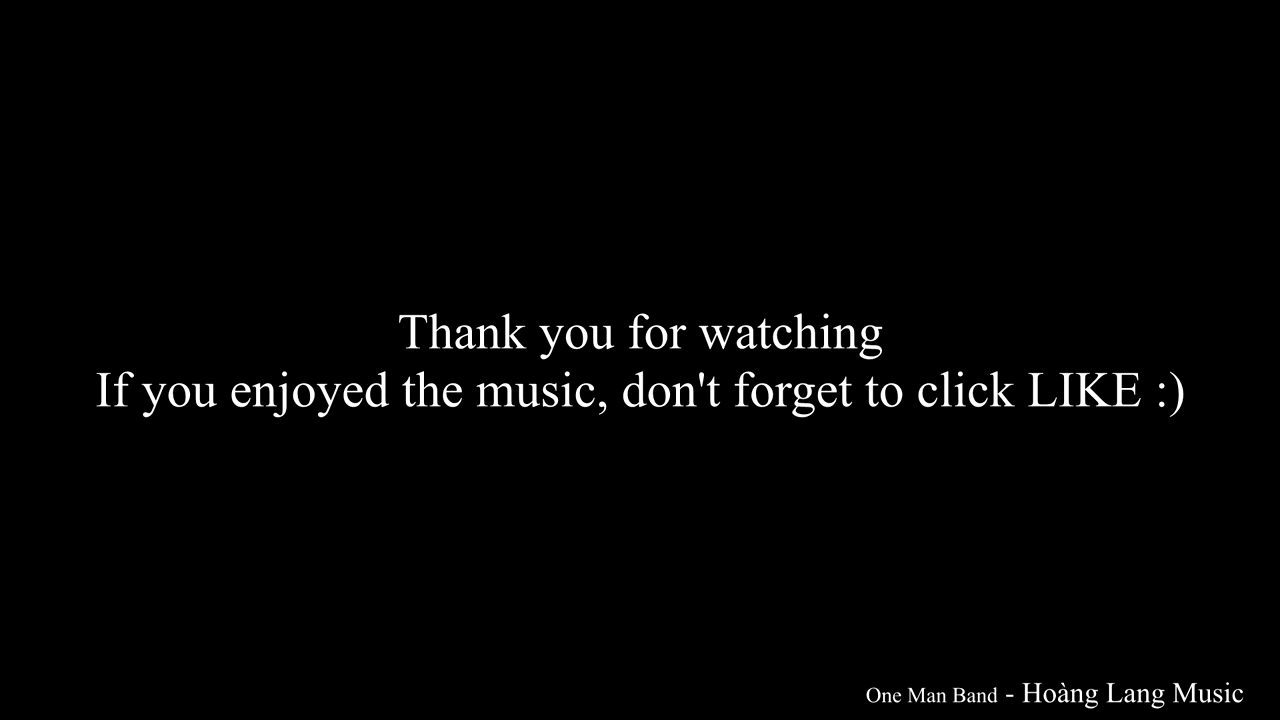 Thank you for watching
If you enjoyed the music, don't forget to click LIKE :)
One Man Band - Hoàng Lang Music